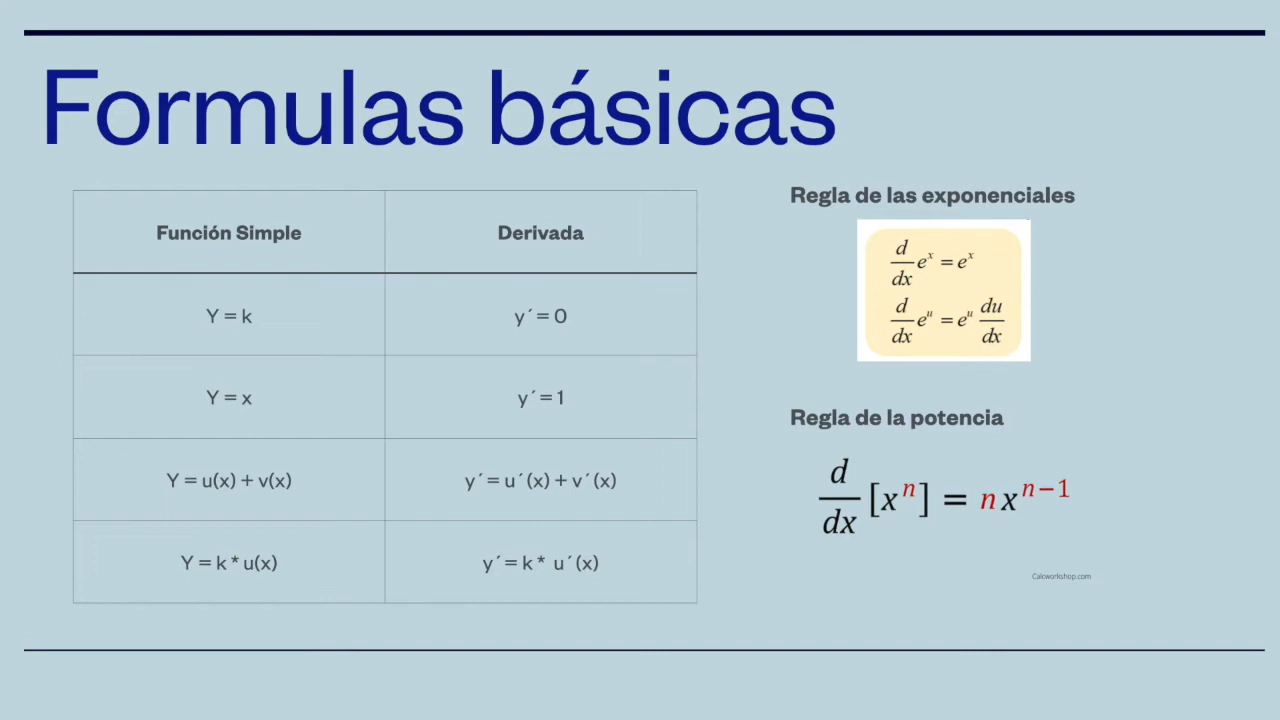 Formulas básicas
Función Simple Derivada
Y = k y´= 0
Y = x y´= 1
Y = u(x) + v(x) y´= u´(x) + v´(x)
Y = k * u(x) y´= k * u´(x)
Regla de las exponenciales
d/dx e^x = e^x
d/dx e^u = e^u du/dx
Regla de la potencia
d/dx [x^n] = n x^{n−1}
Calcworkshop.com